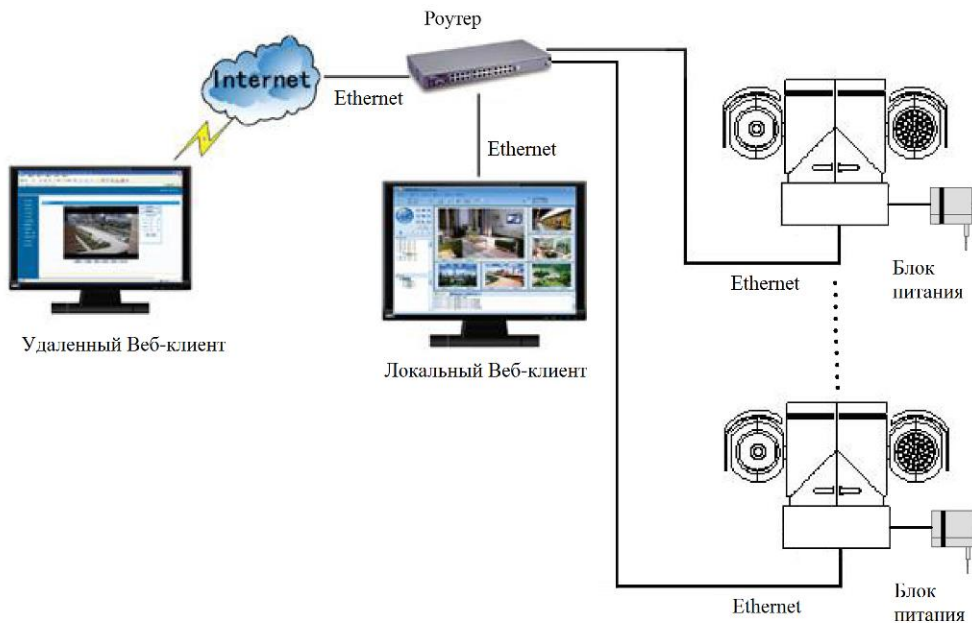 Роутер
Internet
Ethernet
Ethernet
Удаленный Веб-клиент
Локальный Веб-клиент
Ethernet
Блок
питания
Ethernet
Блок
питания